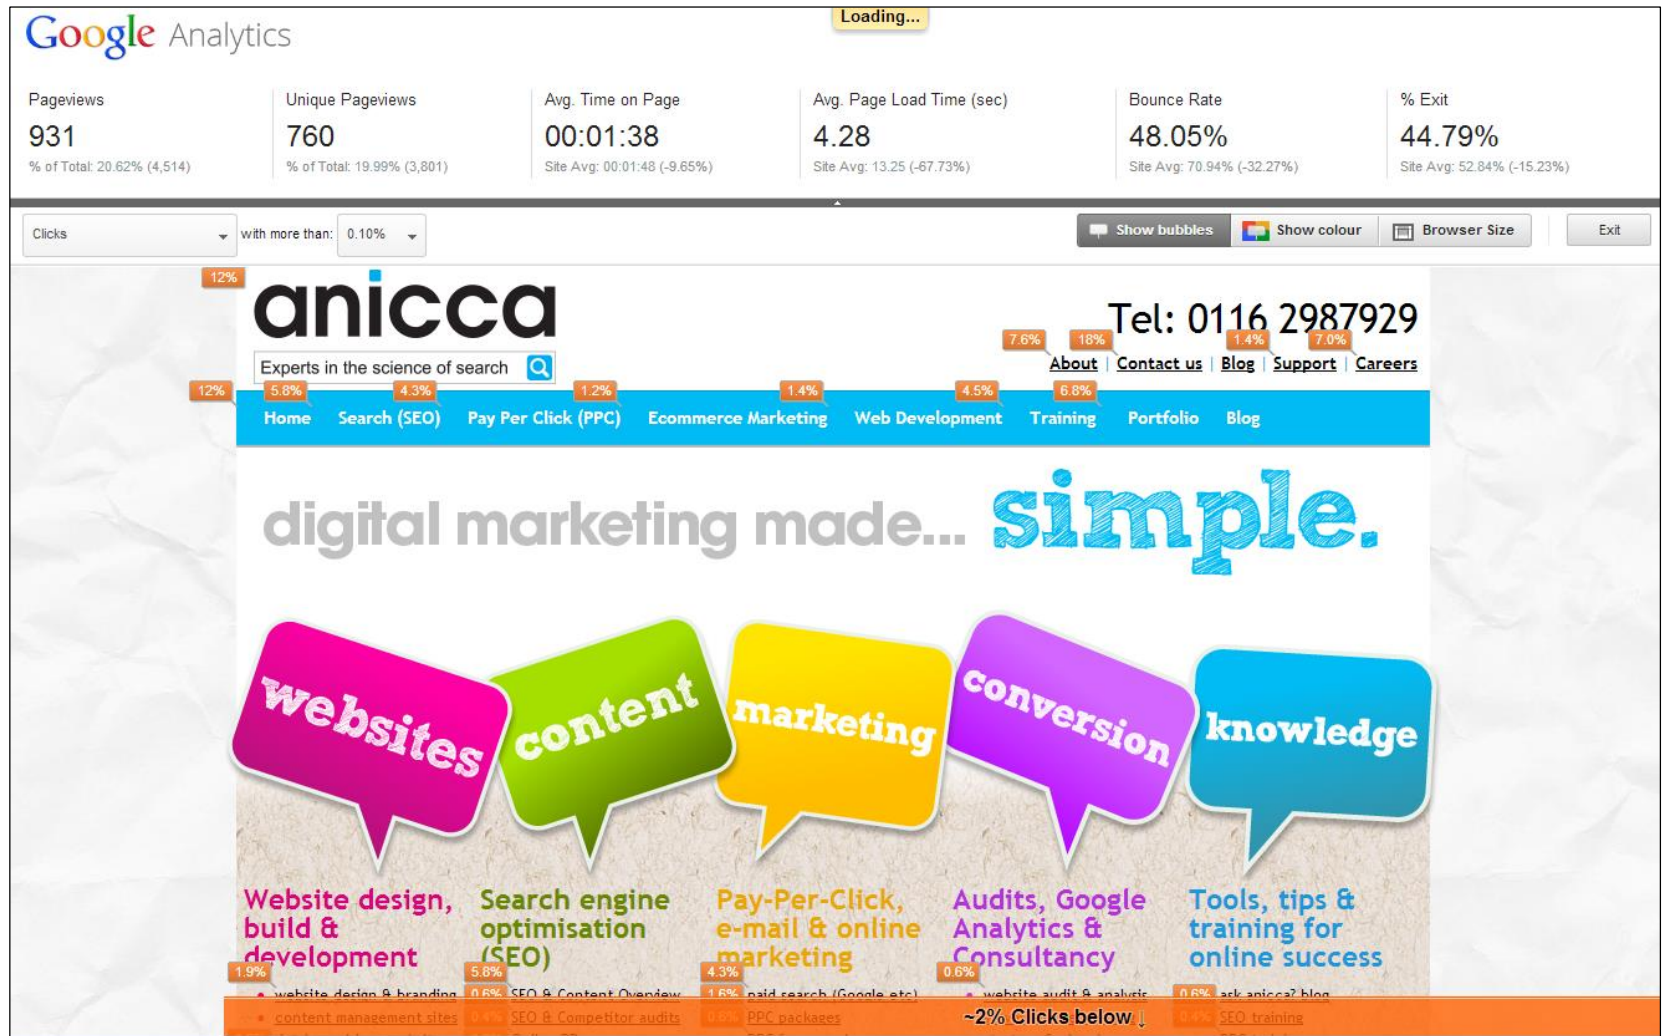 Loading...
Google Analytics
Pageviews
Unique Pageviews
Avg. Time on Page
Avg. Page Load Time (sec)
Bounce Rate
% Exit
931
760
00:01:38
4.28
48.05%
44.79%
% of Total: 20.62% (4,514)
% of Total: 19.99% (3,801)
Site Avg: 00:01:48 (-9.65%)
Site Avg: 13.25 (-67.73%)
Site Avg: 70.94% (-32.27%)
Site Avg: 52.84% (-15.23%)
Clicks with more than: 0.10%
Show bubbles
Show colour
Browser Size
Exit
12%
anicca
Experts in the science of search
Tel: 0116 2987929
7.6% 18% 1.4% 7.0%
About | Contact us | Blog | Support | Careers
12% 5.8% 4.3% 1.2% 1.4% 4.5% 6.8%
Home Search (SEO) Pay Per Click (PPC) Ecommerce Marketing Web Development Training Portfolio Blog
digital marketing made... simple.
websites
content
marketing
conversion
knowledge
Website design,
build &
development
Search engine
optimisation
(SEO)
Pay-Per-Click,
e-mail & online
marketing
Audits, Google
Analytics &
Consultancy
Tools, tips &
training for
online success
1.9% 5.8% 4.3% 0.6%
website design & branding
0.6% SEO & Content Overview
1.6% paid search (Google etc)
website audit & analysis
0.6% ask anicca? blog
content management sites
0.4% SEO & Competitor audits
PPC packages
~2% Clicks below ↓
SEO training